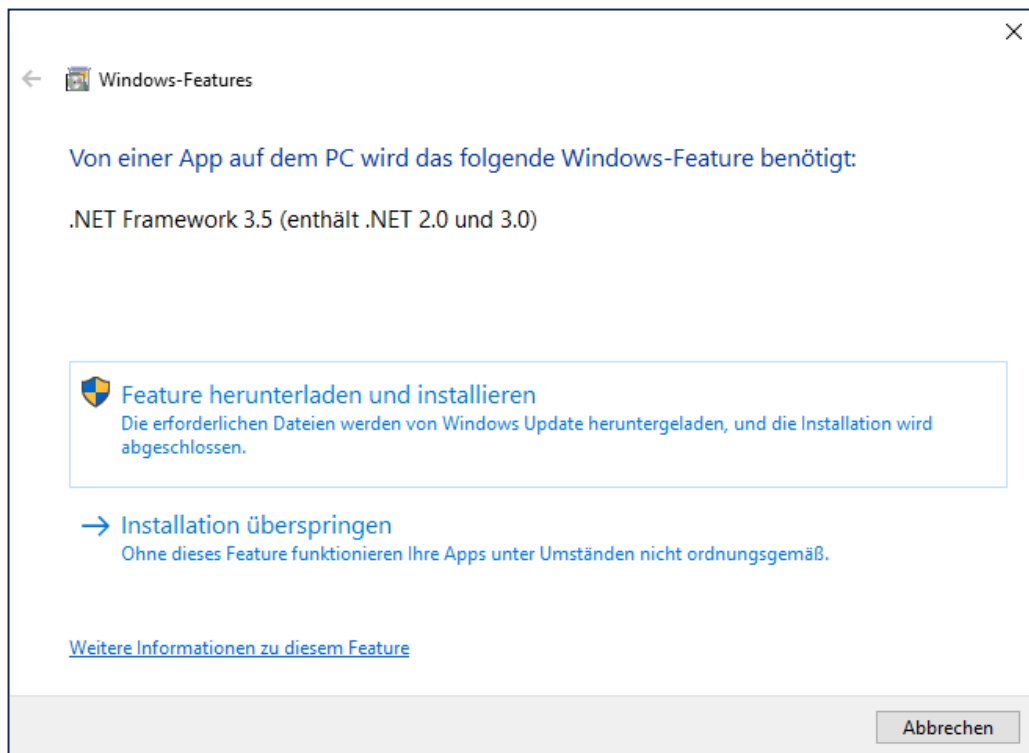 Windows-Features
Von einer App auf dem PC wird das folgende Windows-Feature benötigt:
.NET Framework 3.5 (enthält .NET 2.0 und 3.0)
Feature herunterladen und installieren
Die erforderlichen Dateien werden von Windows Update heruntergeladen, und die Installation wird
abgeschlossen.
Installation überspringen
Ohne dieses Feature funktionieren Ihre Apps unter Umständen nicht ordnungsgemäß.
Weitere Informationen zu diesem Feature
Abbrechen